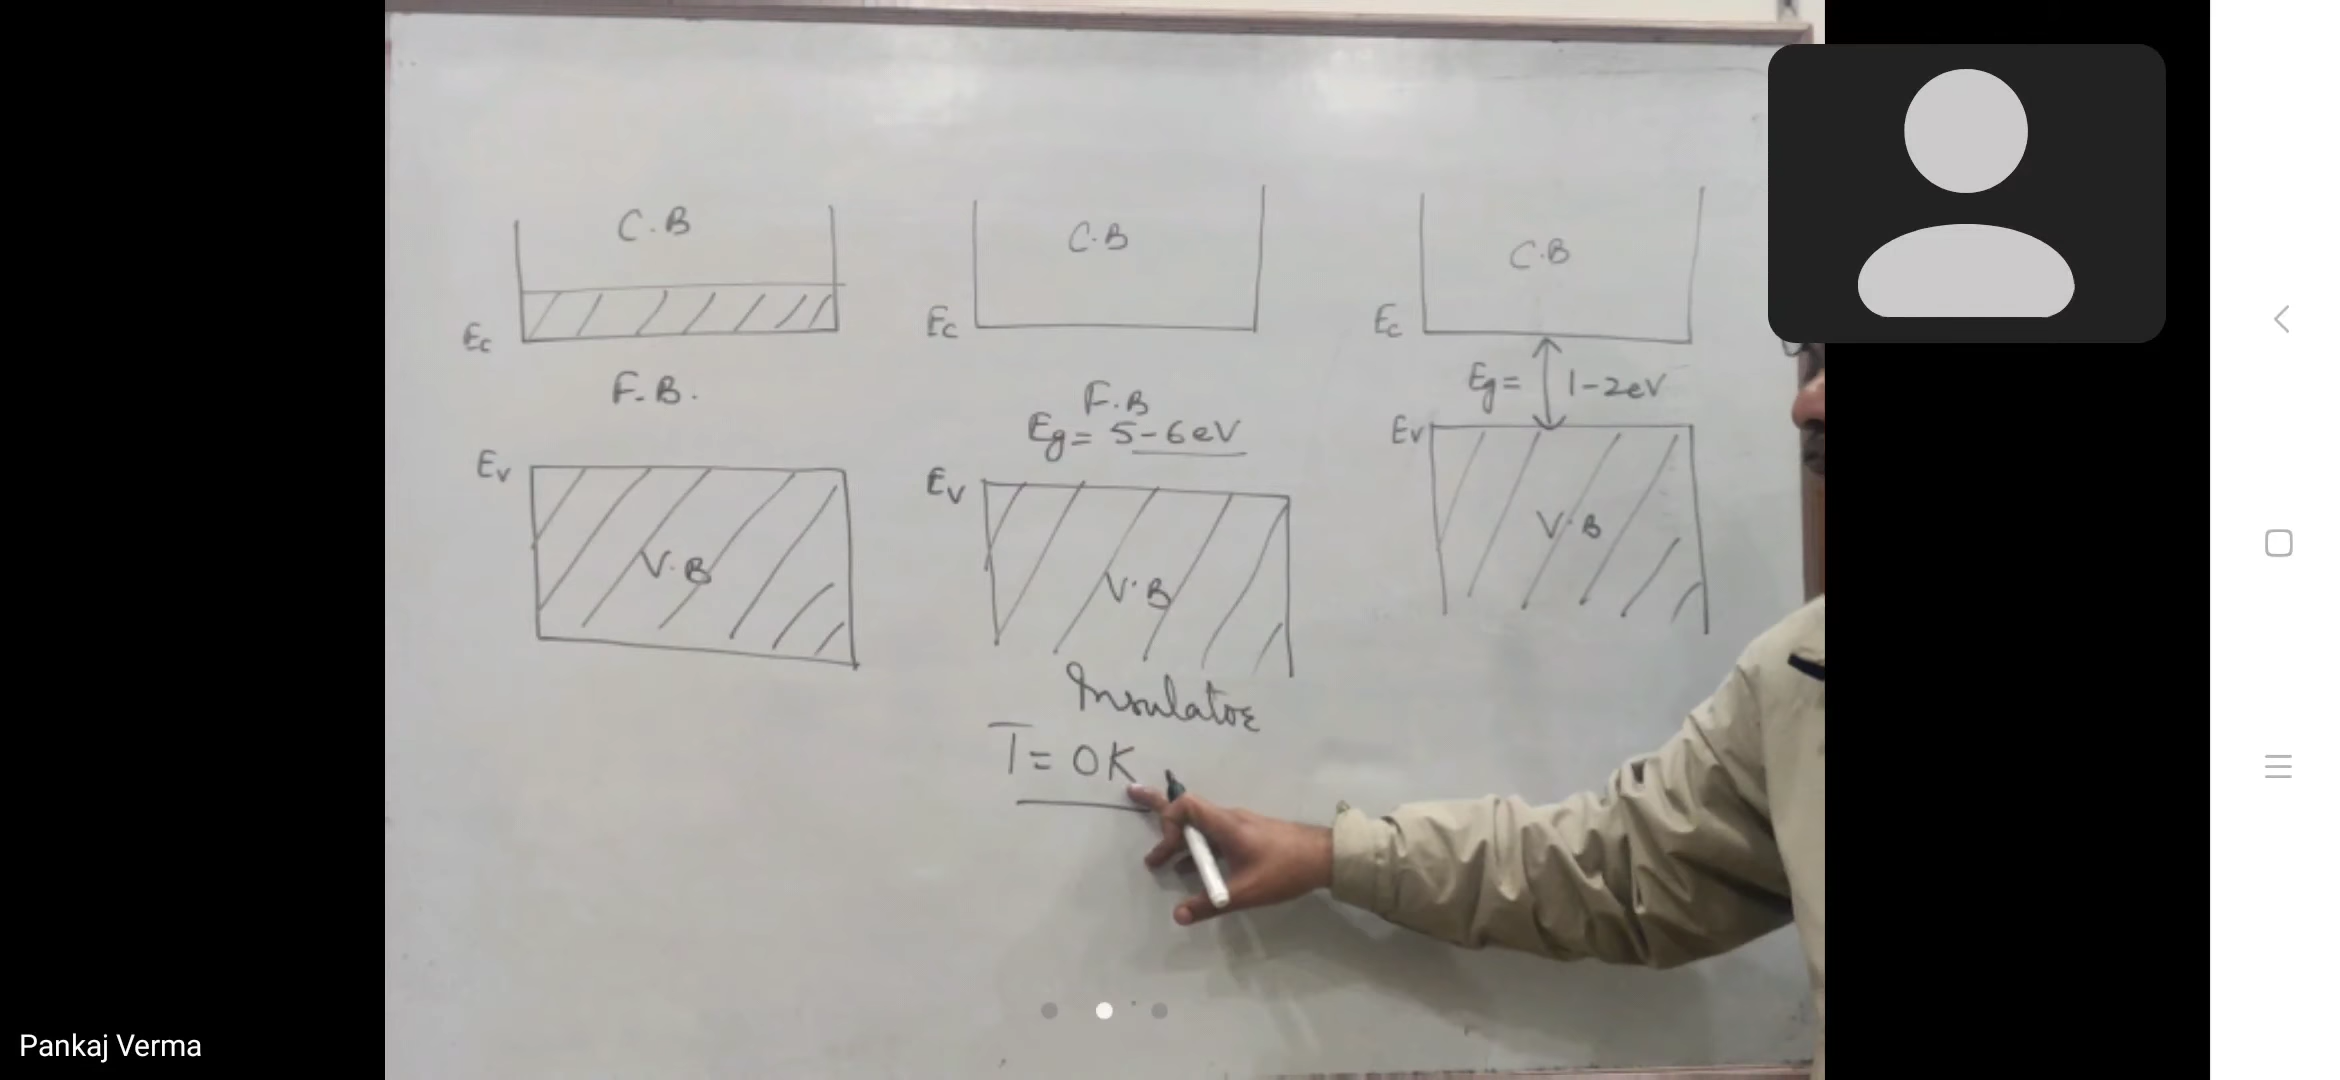 C.B
Ec
F.B.
Ev
V.B
C.B
Ec
F.B
Eg = 5-6eV
Ev
V.B
Insulator
T = 0K
C.B
Ec
Eg = 1-2eV
Ev
V.B
Pankaj Verma